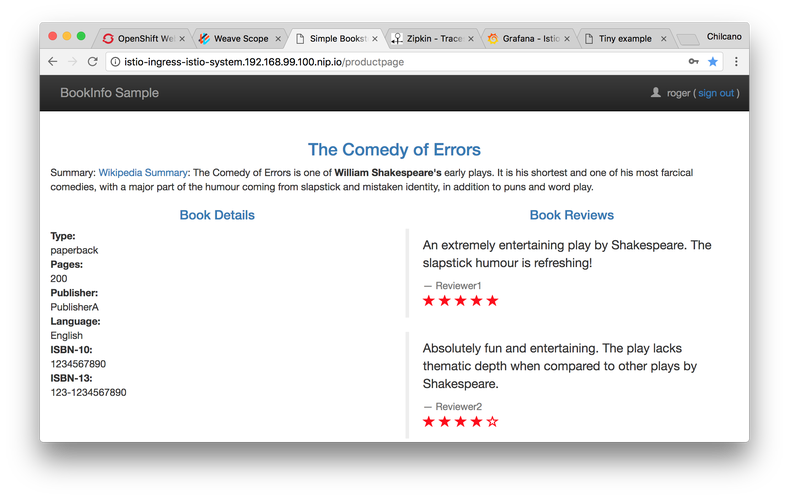 OpenShift We
Weave Scope
Simple Bookst
Zipkin - Trace
Grafana - Istio
Tiny example
Chilcano
istio-ingress-istio-system.192.168.99.100.nip.io/productpage
BookInfo Sample
roger ( sign out )
The Comedy of Errors
Summary: Wikipedia Summary: The Comedy of Errors is one of William Shakespeare's early plays. It is his shortest and one of his most farcical
comedies, with a major part of the humour coming from slapstick and mistaken identity, in addition to puns and word play.
Book Details
Type:
paperback
Pages:
200
Publisher:
PublisherA
Language:
English
ISBN-10:
1234567890
ISBN-13:
123-1234567890
Book Reviews
An extremely entertaining play by Shakespeare. The
slapstick humour is refreshing!
— Reviewer1
Absolutely fun and entertaining. The play lacks
thematic depth when compared to other plays by
Shakespeare.
— Reviewer2